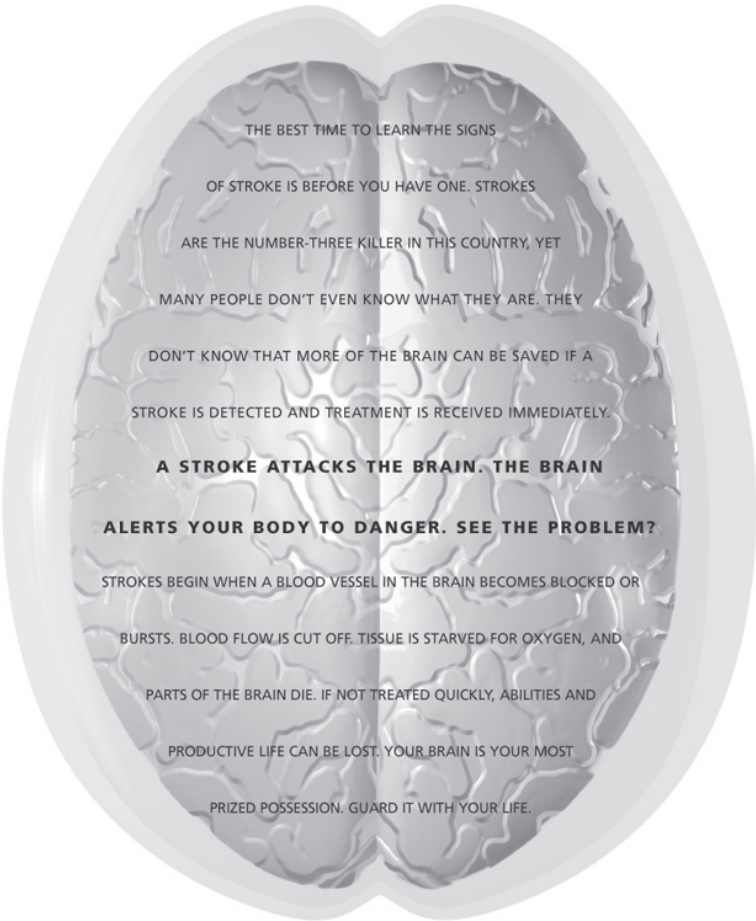 THE BEST TIME TO LEARN THE SIGNS
OF STROKE IS BEFORE YOU HAVE ONE. STROKES
ARE THE NUMBER-THREE KILLER IN THIS COUNTRY, YET
MANY PEOPLE DON'T EVEN KNOW WHAT THEY ARE. THEY
DON'T KNOW THAT MORE OF THE BRAIN CAN BE SAVED IF A
STROKE IS DETECTED AND TREATMENT IS RECEIVED IMMEDIATELY.
A STROKE ATTACKS THE BRAIN. THE BRAIN
ALERTS YOUR BODY TO DANGER. SEE THE PROBLEM?
STROKES BEGIN WHEN A BLOOD VESSEL IN THE BRAIN BECOMES BLOCKED OR
BURSTS. BLOOD FLOW IS CUT OFF. TISSUE IS STARVED FOR OXYGEN, AND
PARTS OF THE BRAIN DIE. IF NOT TREATED QUICKLY, ABILITIES AND
PRODUCTIVE LIFE CAN BE LOST. YOUR BRAIN IS YOUR MOST
PRIZED POSSESSION. GUARD IT WITH YOUR LIFE.